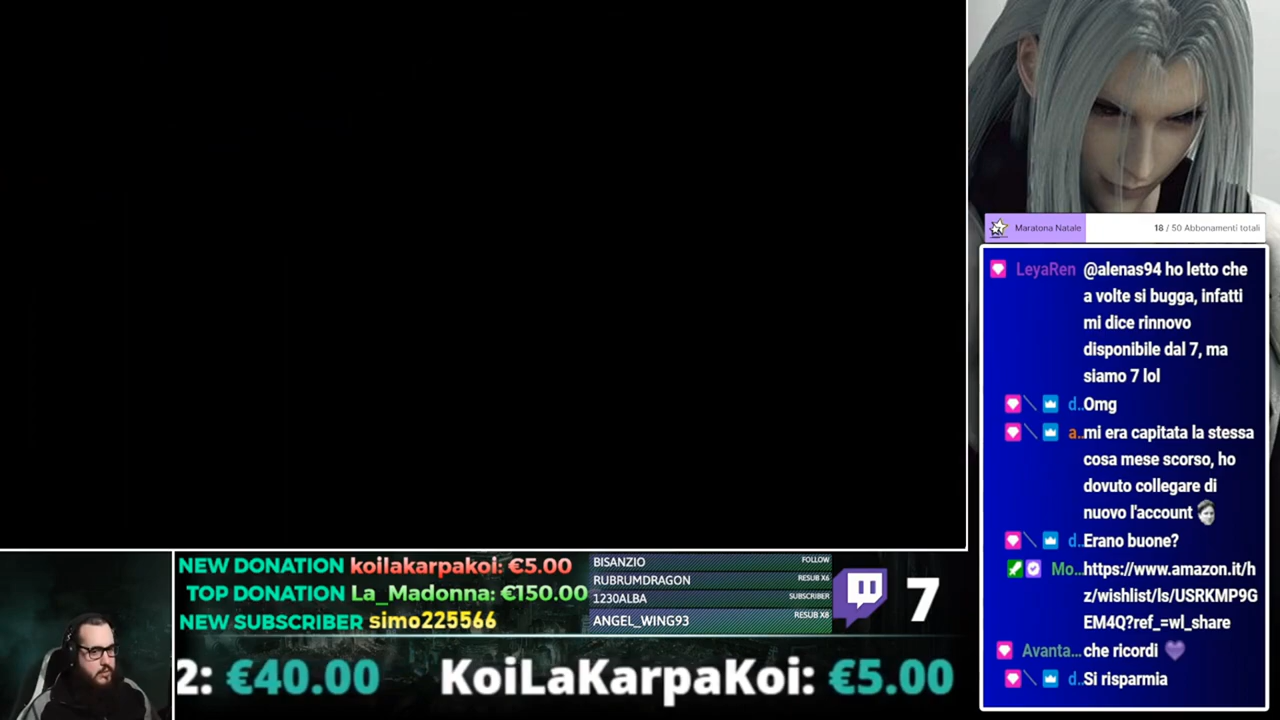 Maratona Natale 18 / 50 Abbonamenti totali
LeyaRen @alenas94 ho letto che
a volte si bugga, infatti
mi dice rinnovo
disponibile dal 7, ma
siamo 7 lol
d..Omg
a..mi era capitata la stessa
cosa mese scorso, ho
dovuto collegare di
nuovo l'account
d..Erano buone?
Mo...https://www.amazon.it/h
z/wishlist/ls/USRKMP9G
EM4Q?ref_=wl_share
Avanta...che ricordi
d..Si risparmia
NEW DONATION koilakarpakoi: €5.00
TOP DONATION La_Madonna: €150.00
NEW SUBSCRIBER simo225566
BISANZIO FOLLOW
RUBRUMDRAGON RESUB X6
1230ALBA SUBSCRIBER
ANGEL_WING93 RESUB X8
7
2: €40.00 KoiLaKarpaKoi: €5.00